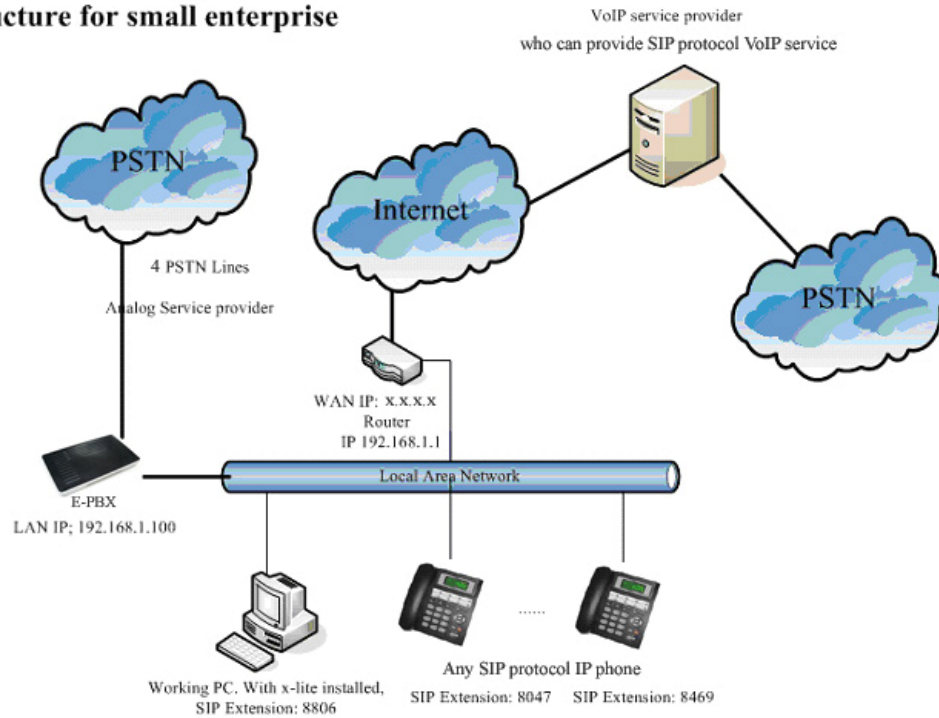 ucture for small enterprise
VoIP service provider
who can provide SIP protocol VoIP service
PSTN
Internet
4 PSTN Lines
Analog Service provider
PSTN
WAN IP: x.x.x.x
Router
IP 192.168.1.1
Local Area Network
E-PBX
LAN IP; 192.168.1.100
......
Any SIP protocol IP phone
Working PC. With x-lite installed,
SIP Extension: 8806
SIP Extension: 8047
SIP Extension: 8469